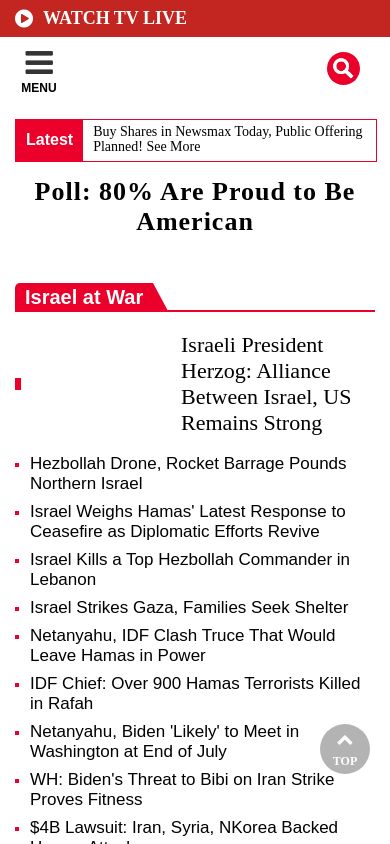 WATCH TV LIVE
MENU
Latest
Buy Shares in Newsmax Today, Public Offering
Planned! See More
Poll: 80% Are Proud to Be
American
Israel at War
Israeli President
Herzog: Alliance
Between Israel, US
Remains Strong
Hezbollah Drone, Rocket Barrage Pounds
Northern Israel
Israel Weighs Hamas' Latest Response to
Ceasefire as Diplomatic Efforts Revive
Israel Kills a Top Hezbollah Commander in
Lebanon
Israel Strikes Gaza, Families Seek Shelter
Netanyahu, IDF Clash Truce That Would
Leave Hamas in Power
IDF Chief: Over 900 Hamas Terrorists Killed
in Rafah
Netanyahu, Biden 'Likely' to Meet in
Washington at End of July
TOP
WH: Biden's Threat to Bibi on Iran Strike
Proves Fitness
$4B Lawsuit: Iran, Syria, NKorea Backed